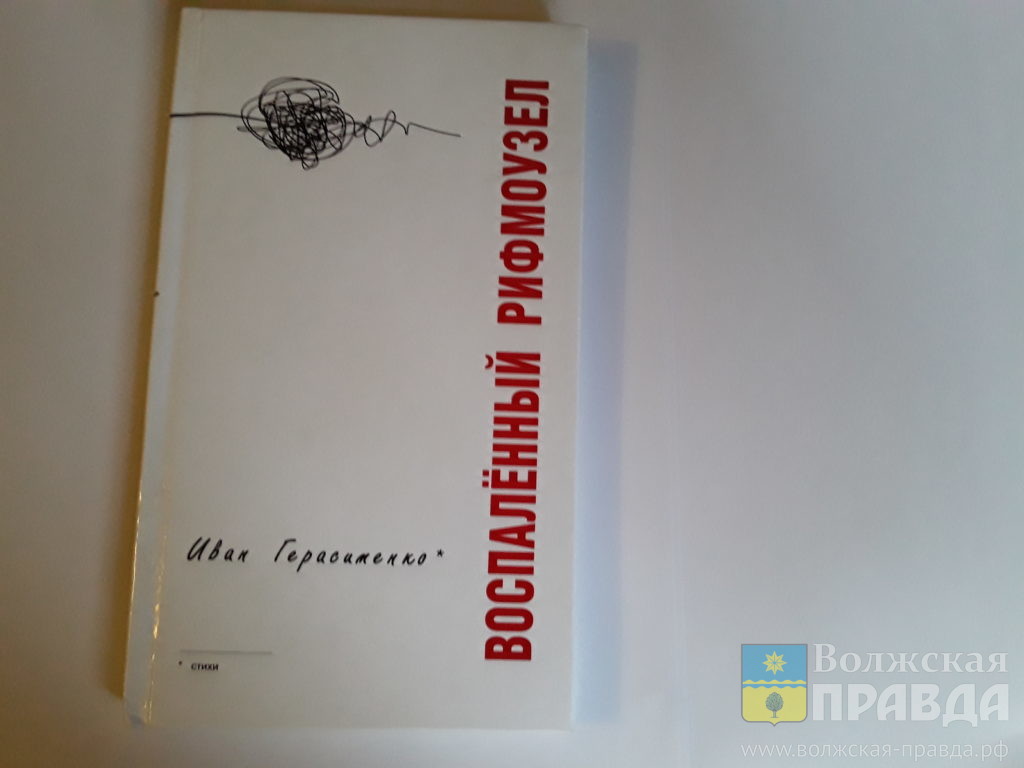 Иван Герасименко*
* стихи
ВОСПАЛЁННЫЙ РИФМОУЗЕЛ
Волжская
ПРАВДА
www.волжская-правда.рф